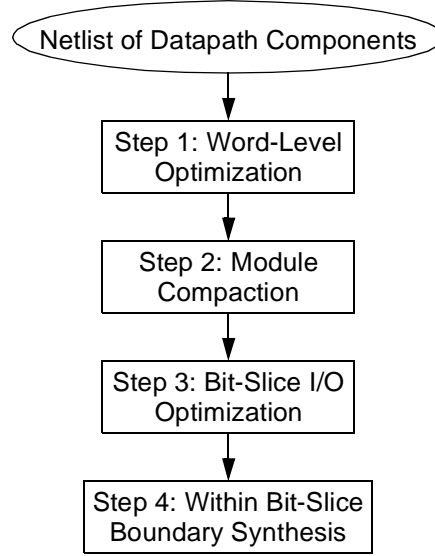 Netlist of Datapath Components
Step 1: Word-Level
Optimization
Step 2: Module
Compaction
Step 3: Bit-Slice I/O
Optimization
Step 4: Within Bit-Slice
Boundary Synthesis